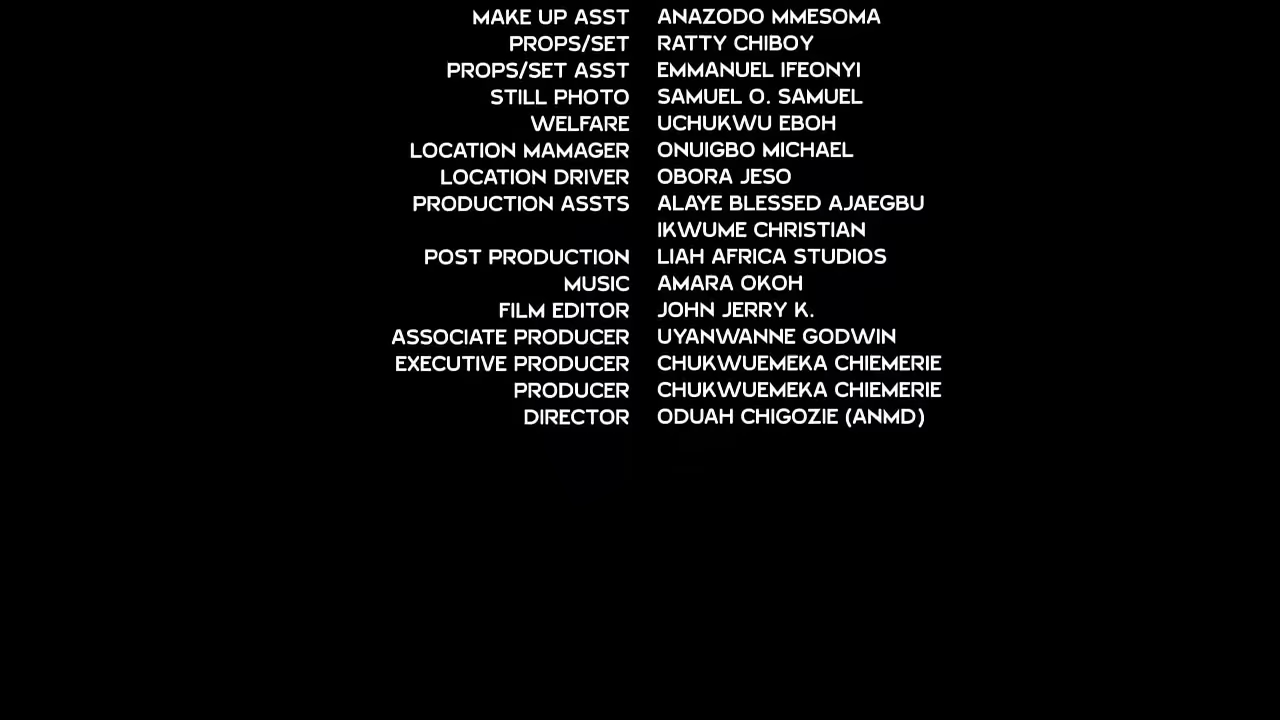 MAKE UP ASST ANAZODO MMESOMA
PROPS/SET RATTY CHIBOY
PROPS/SET ASST EMMANUEL IFEONYI
STILL PHOTO SAMUEL O. SAMUEL
WELFARE UCHUKWU EBOH
LOCATION MAMAGER ONUIGBO MICHAEL
LOCATION DRIVER OBORA JESO
PRODUCTION ASSTS ALAYE BLESSED AJAEGBU
IKWUME CHRISTIAN
POST PRODUCTION LIAH AFRICA STUDIOS
MUSIC AMARA OKOH
FILM EDITOR JOHN JERRY K.
ASSOCIATE PRODUCER UYANWANNE GODWIN
EXECUTIVE PRODUCER CHUKWUEMEKA CHIEMERIE
PRODUCER CHUKWUEMEKA CHIEMERIE
DIRECTOR ODUAH CHIGOZIE (ANMD)